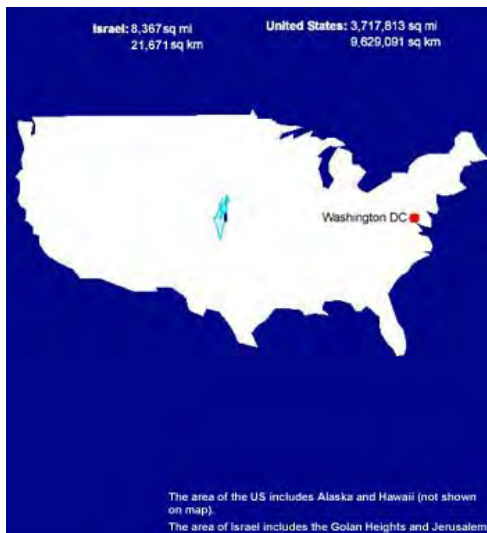 Israel: 8,367 sq mi
21,671 sq km
United States: 3,717,813 sq mi
9,629,091 sq km
Washington DC
The area of the US includes Alaska and Hawaii (not shown
on map).
The area of Israel includes the Golan Heights and Jerusalem